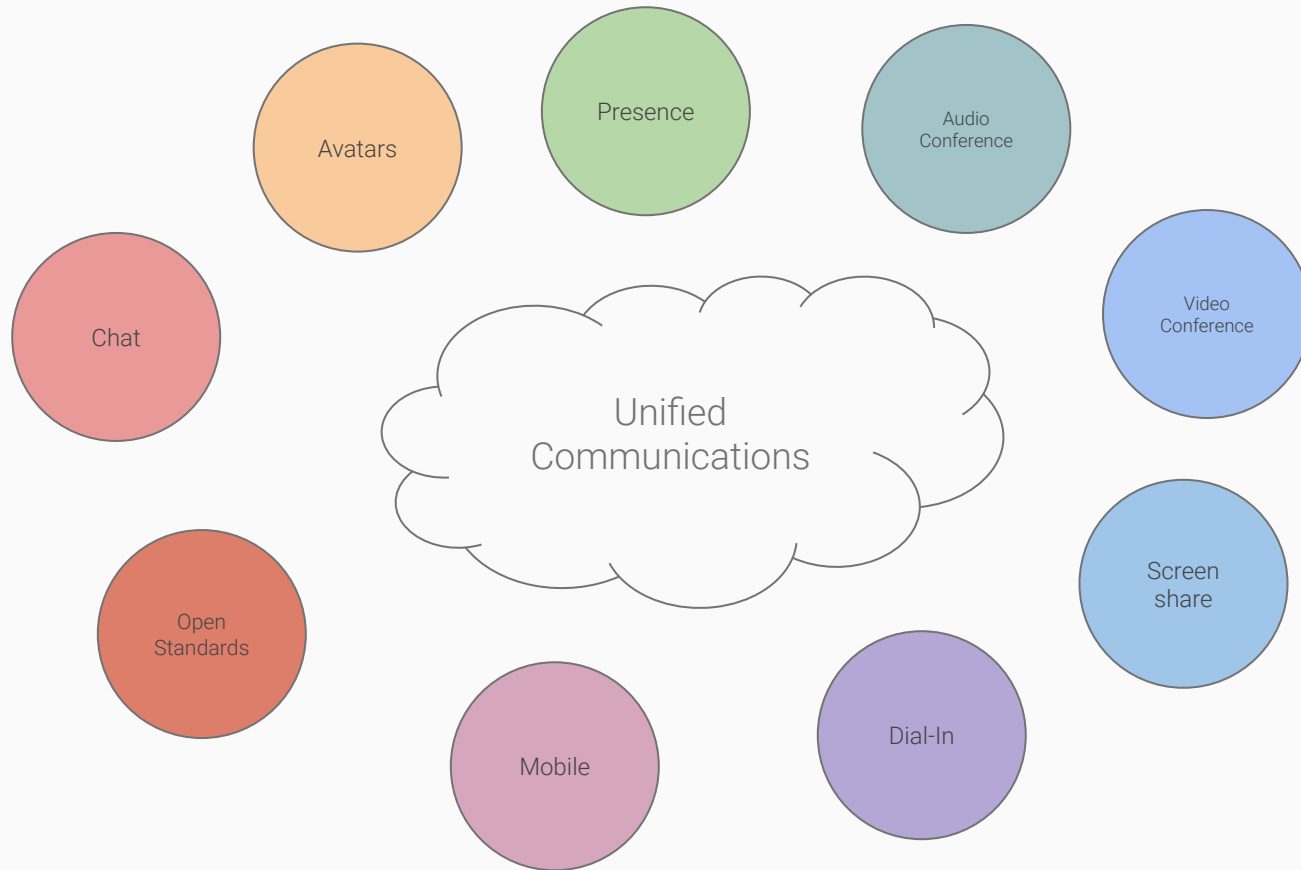 Presence
Audio
Conference
Avatars
Video
Conference
Chat
Unified
Communications
Screen
share
Open
Standards
Dial-In
Mobile